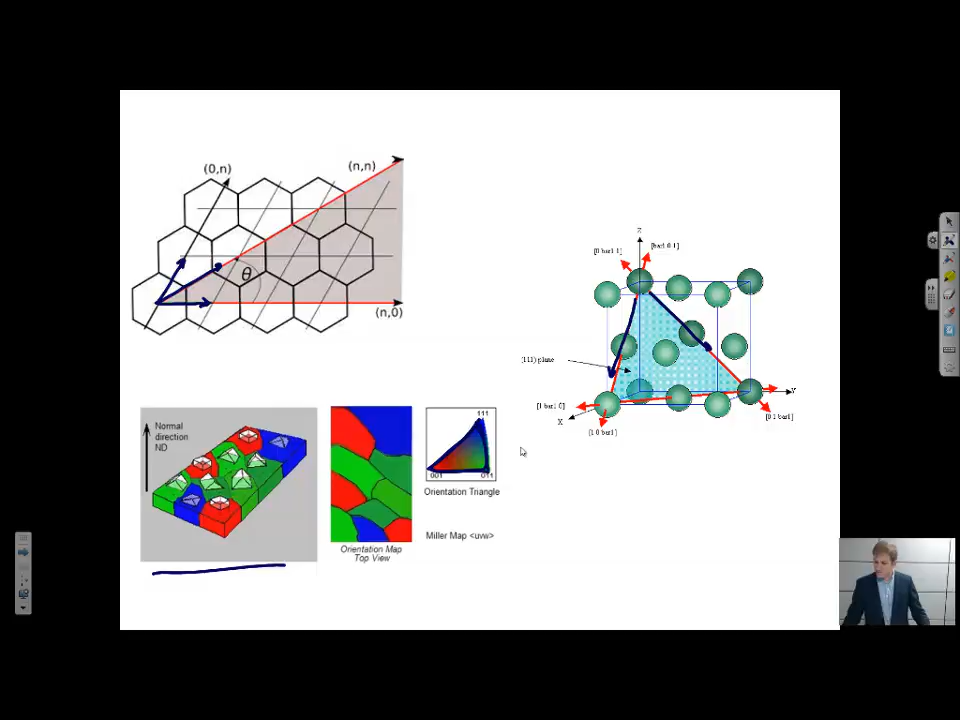 (0,n)
(n,n)
θ
(n,0)
Z
[0 bar1 1]
[bar1 0 1]
(111) plane
[1 bar1 0]
X
[1 0 bar1]
Y
[0 1 bar1]
Normal
direction
ND
Orientation Map
Top View
111
001
011
Orientation Triangle
Miller Map <uvw>